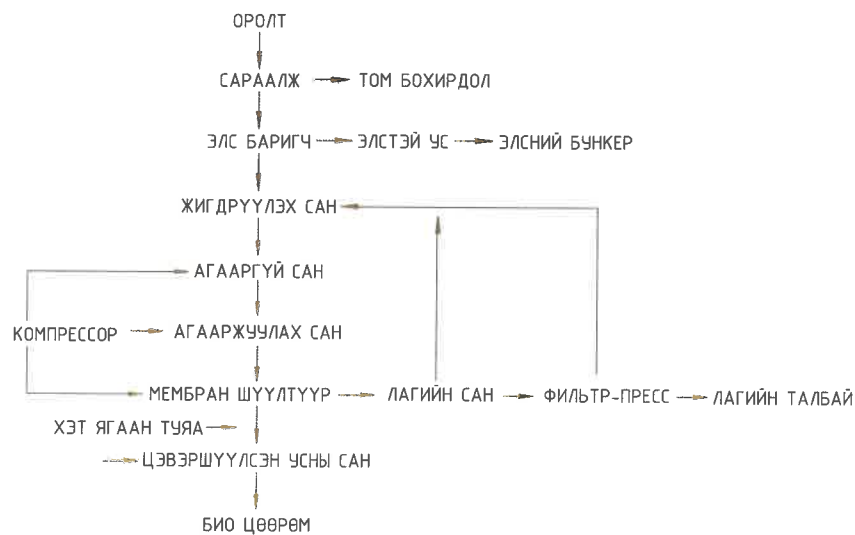 ОРОЛТ
САРААЛЖ ТОМ БОХИРДОЛ
ЭЛС БАРИГЧ ЭЛСТЭЙ УС ЭЛСНИЙ БУНКЕР
ЖИГДРҮҮЛЭХ САН
АГААРГҮЙ САН
КОМПРЕССОР АГААРЖУУЛАХ САН
МЕМБРАН ШҮҮЛТҮҮР ЛАГИЙН САН ФИЛЬТР-ПРЕСС ЛАГИЙН ТАЛБАЙ
ХЭТ ЯГААН ТУЯА
ЦЭВЭРШҮҮЛСЭН УСНЫ САН
БИО ЦӨӨРӨМ